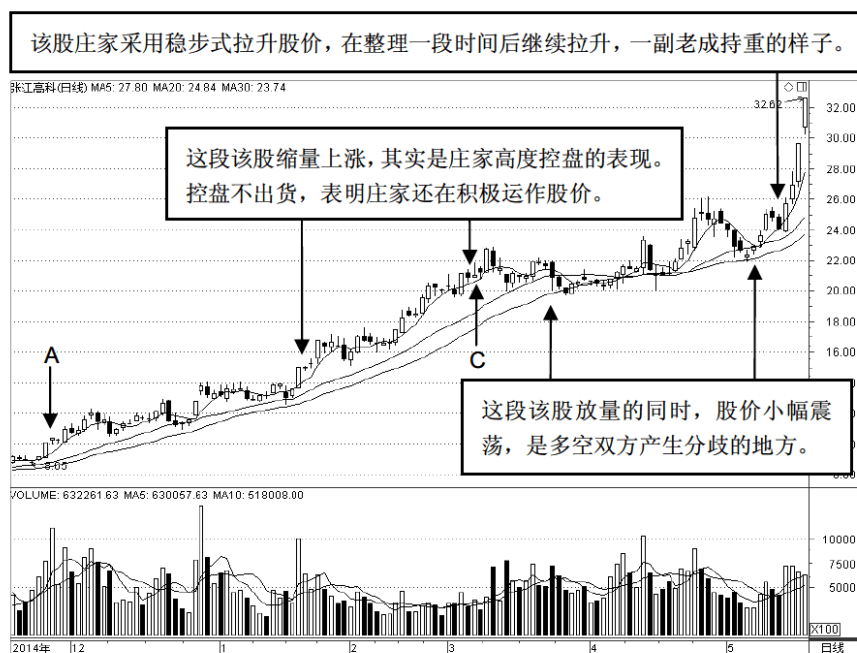 该股庄家采用稳步式拉升股价，在整理一段时间后继续拉升，一副老成持重的样子。
张江高科(日线) MA5: 27.80 MA20: 24.84 MA30: 23.74
32.62
32.00
这段该股缩量上涨，其实是庄家高度控盘的表现。
控盘不出货，表明庄家还在积极运作股价。
30.00
28.00
26.00
24.00
22.00
20.00
18.00
16.00
A
C
这段该股放量的同时，股价小幅震
荡，是多空双方产生分歧的地方。
8.05
VOLUME: 632261.63 MA5: 630057.63 MA10: 518008.00
10000
7500
5000
X100
2014年 12 1 2 3 4 5 日线